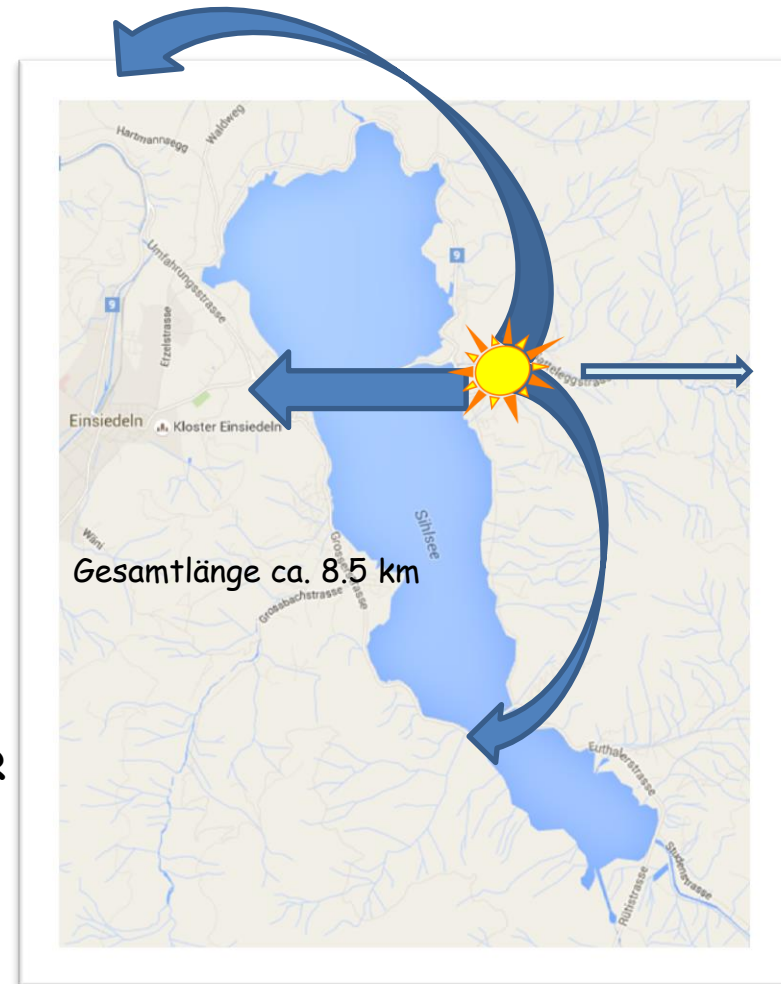 Hartmannsegg
Waldweg
9
Umfahrungsstrasse
9
Etzelstrasse
Einsiedeln
Kloster Einsiedeln
Sihlsee
Wäni
Gesamtlänge ca. 8.5 km
Grossbachstrasse
Euthalerstrasse
Studenstrasse
Rütistrasse